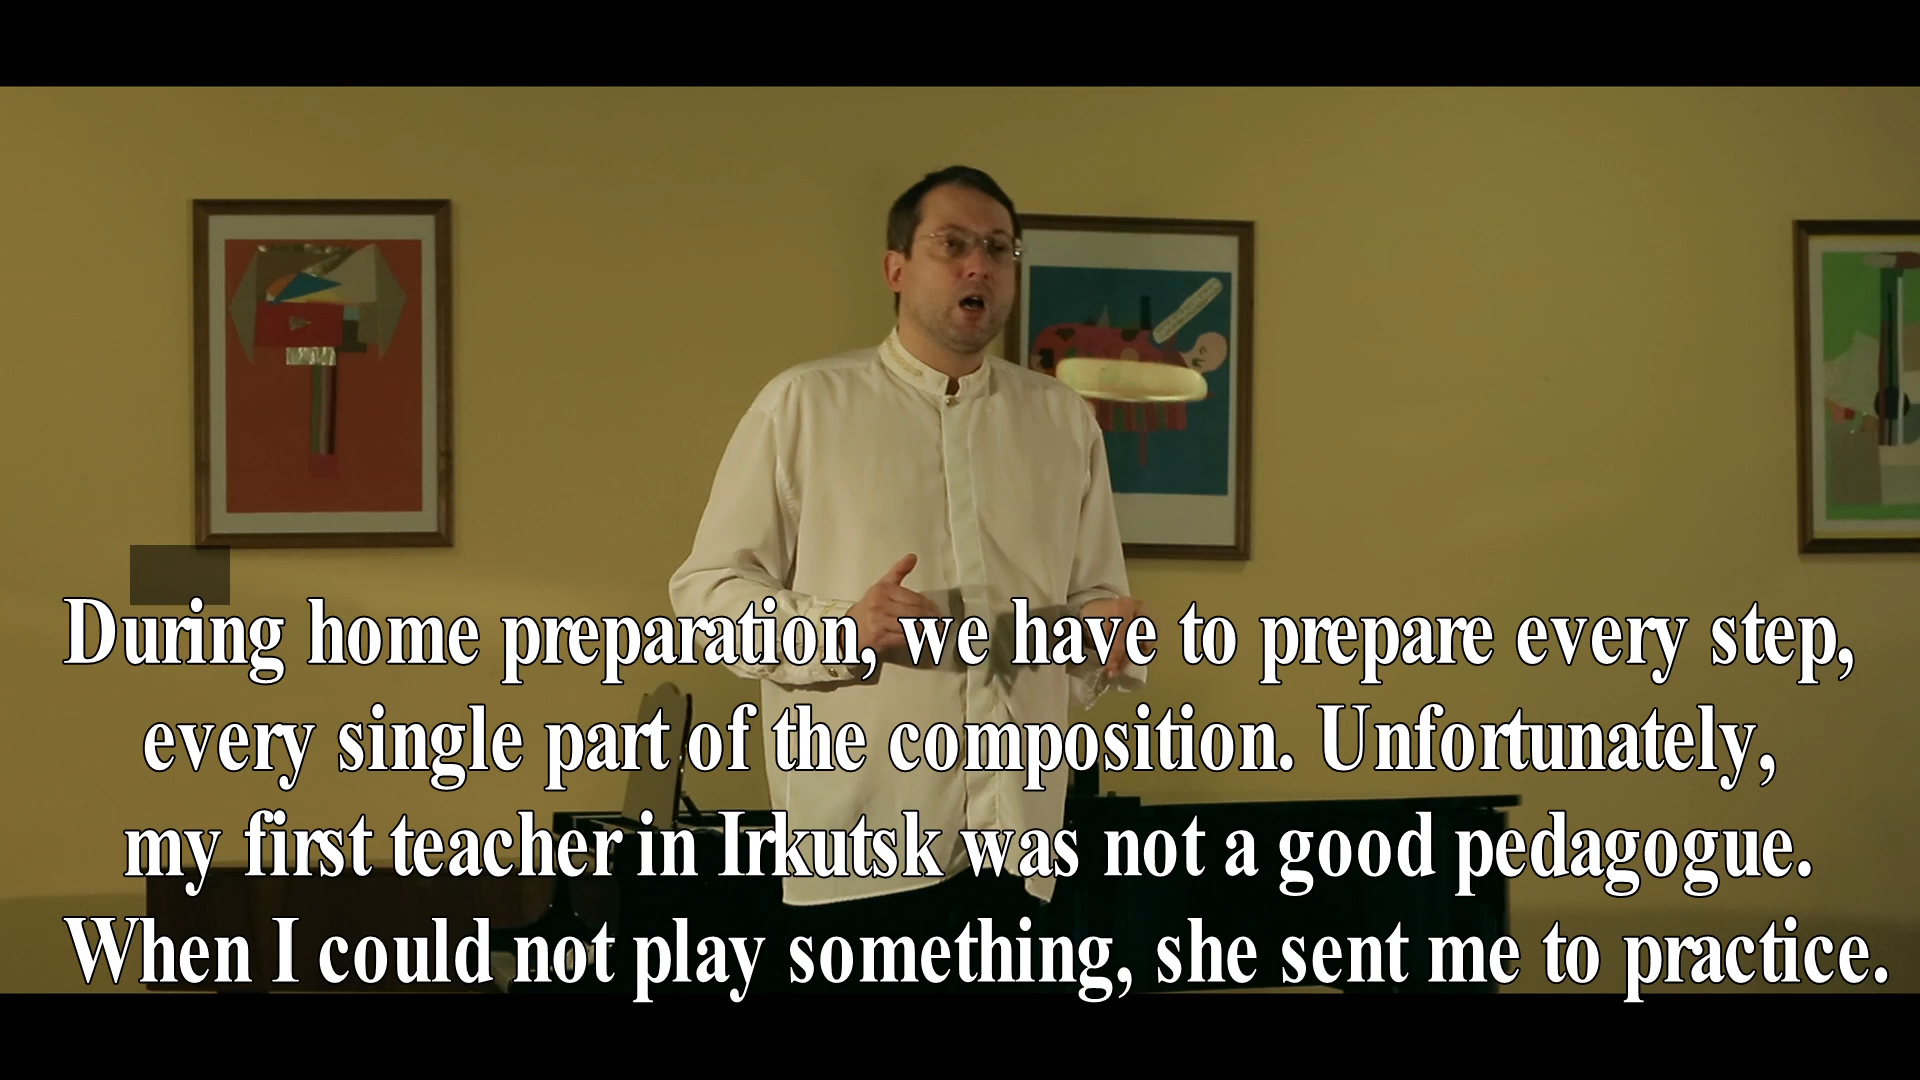 During home preparation, we have to prepare every step,
every single part of the composition. Unfortunately,
my first teacher in Irkutsk was not a good pedagogue.
When I could not play something, she sent me to practice.